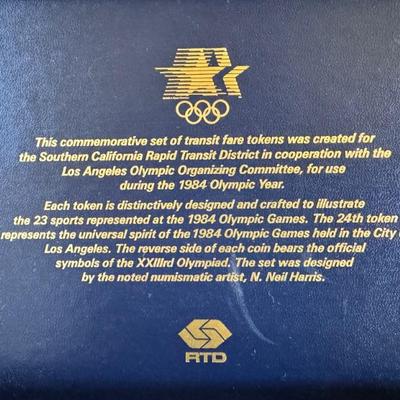 This commemorative set of transit fare tokens was created for
the Southern California Rapid Transit District in cooperation with the
Los Angeles Olympic Organizing Committee, for use
during the 1984 Olympic Year.
Each token is distinctively designed and crafted to illustrate
the 23 sports represented at the 1984 Olympic Games. The 24th token
represents the universal spirit of the 1984 Olympic Games held in the City
Los Angeles. The reverse side of each coin bears the official
symbols of the XXIIIrd Olympiad. The set was designed
by the noted numismatic artist, N. Neil Harris.
RTD